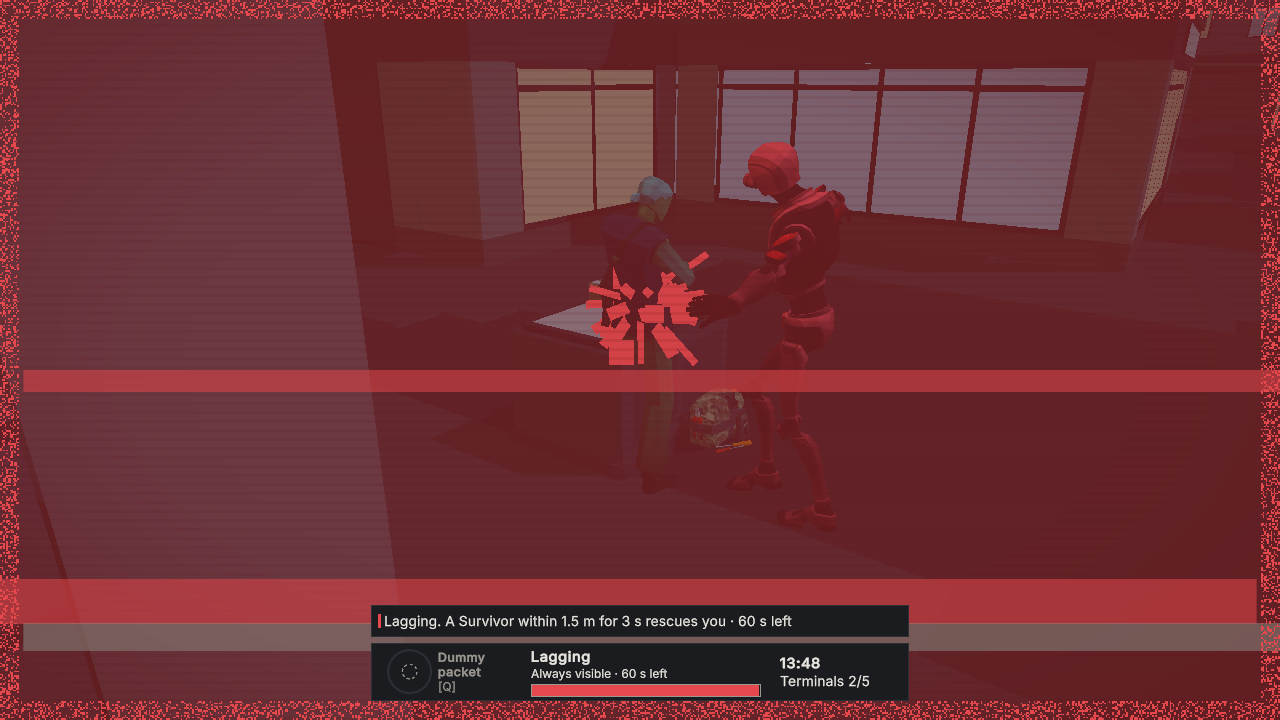 Lagging. A Survivor within 1.5 m for 3 s rescues you · 60 s left
Dummy
packet
[Q]
Lagging
Always visible · 60 s left
13:48
Terminals 2/5